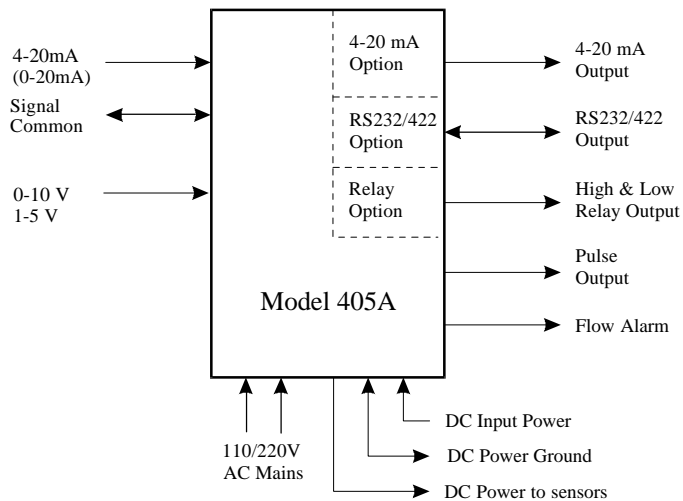 4-20mA
(0-20mA)
Signal
Common
0-10 V
1-5 V
4-20 mA
Option
RS232/422
Option
Relay
Option
Model 405A
4-20 mA
Output
RS232/422
Output
High & Low
Relay Output
Pulse
Output
Flow Alarm
110/220V
AC Mains
DC Input Power
DC Power Ground
DC Power to sensors